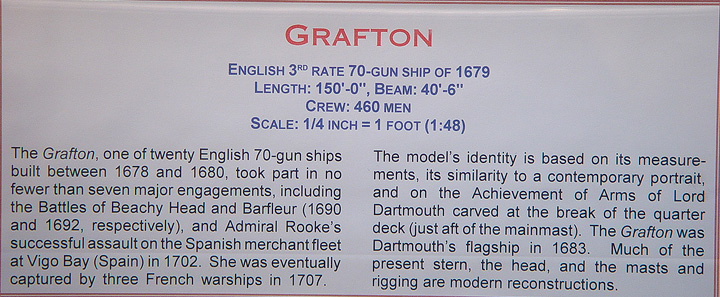 GRAFTON
ENGLISH 3RD RATE 70-GUN SHIP OF 1679
LENGTH: 150'-0", BEAM: 40'-6"
CREW: 460 MEN
SCALE: 1/4 INCH = 1 FOOT (1:48)
The Grafton, one of twenty English 70-gun ships
built between 1678 and 1680, took part in no
fewer than seven major engagements, including
the Battles of Beachy Head and Barfleur (1690
and 1692, respectively), and Admiral Rooke's
successful assault on the Spanish merchant fleet
at Vigo Bay (Spain) in 1702. She was eventually
captured by three French warships in 1707.
The model's identity is based on its measure-
ments, its similarity to a contemporary portrait,
and on the Achievement of Arms of Lord
Dartmouth carved at the break of the quarter
deck (just aft of the mainmast). The Grafton was
Dartmouth's flagship in 1683. Much of the
present stern, the head, and the masts and
rigging are modern reconstructions.